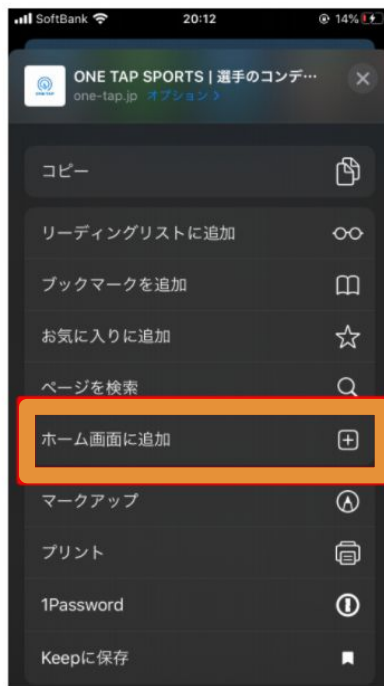 SoftBank 20:12 14%
ONE TAP SPORTS | 選手のコンデ…
one-tap.jp オプション >
コピー
リーディングリストに追加
ブックマークを追加
お気に入りに追加
ページを検索
ホーム画面に追加
マークアップ
プリント
1Password
Keepに保存